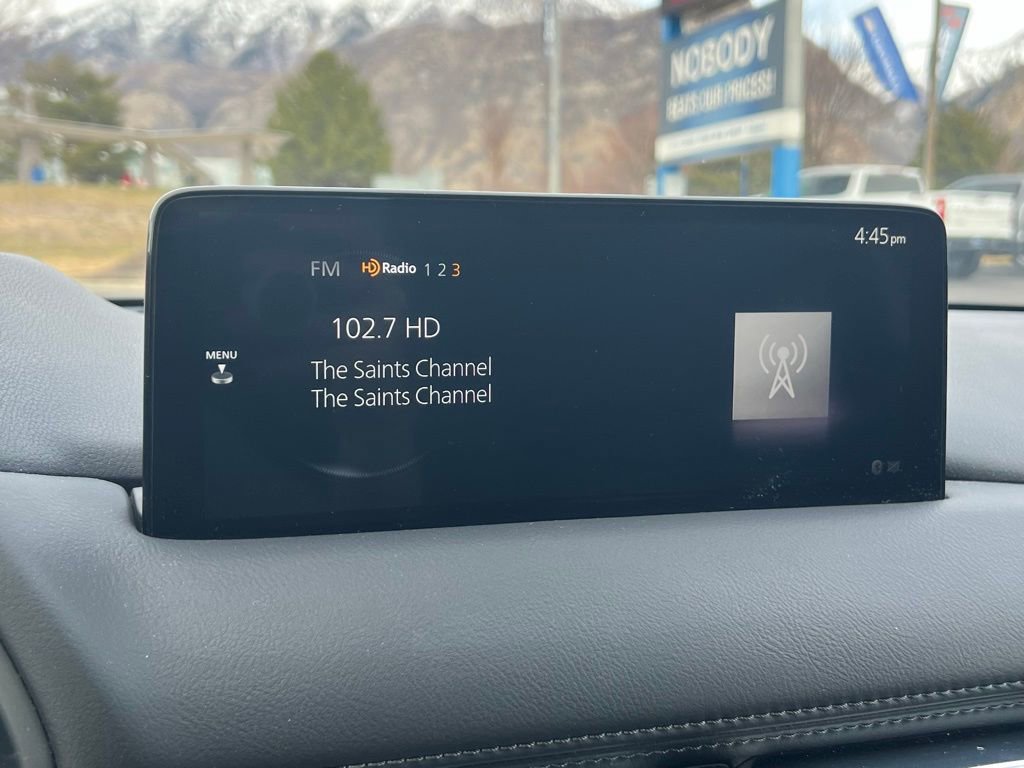 NOBODY
BEATS OUR PRICES!
4:45pm
FM HD Radio 1 2 3
102.7 HD
MENU
The Saints Channel
The Saints Channel